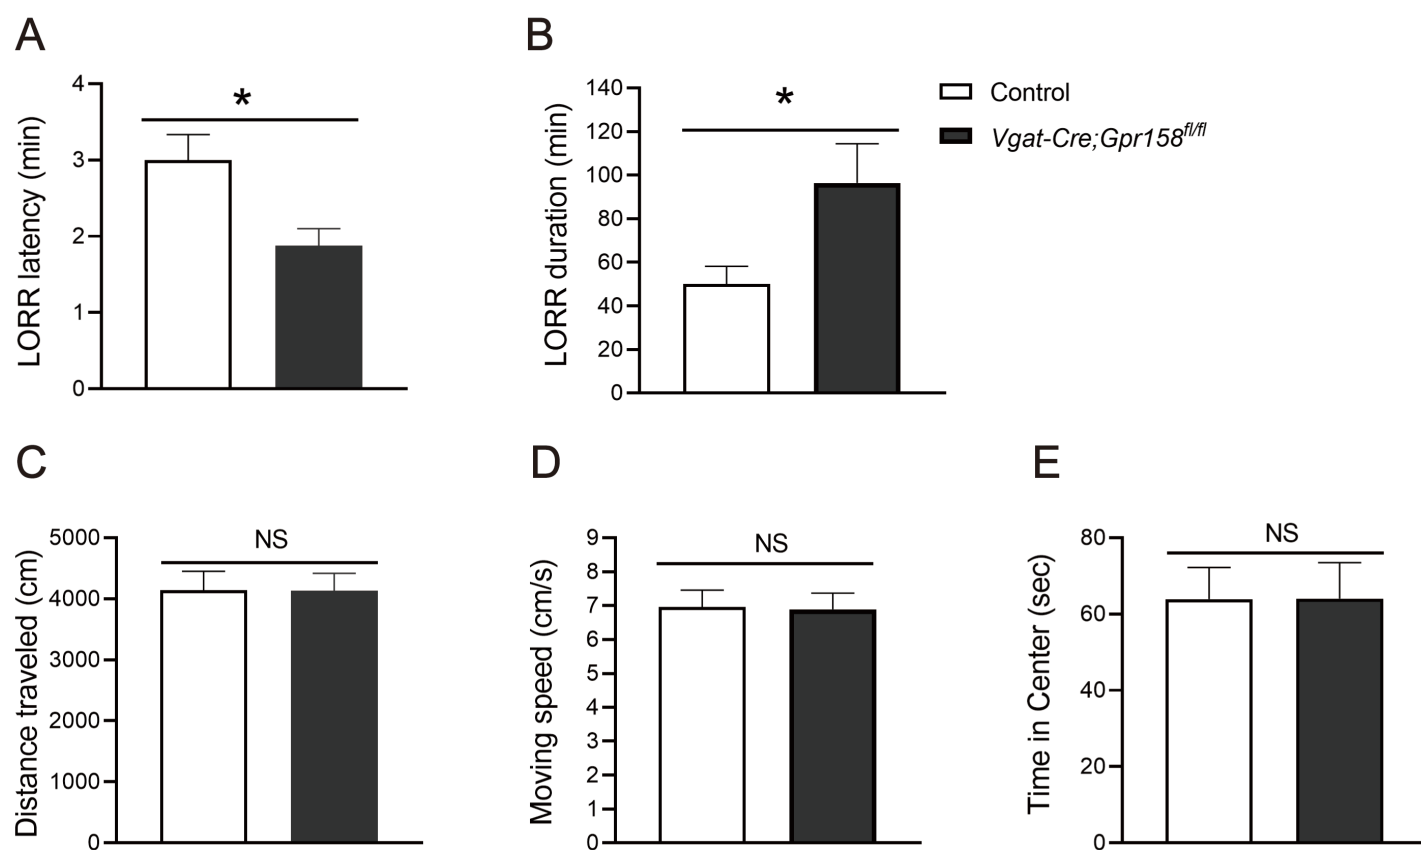 A
LORR latency (min)
4
3
2
1
0
*
B
LORR duration (min)
140
120
100
80
60
40
20
0
*
Control
Vgat-Cre;Gpr158fl/fl
C
Distance traveled (cm)
5000
4000
3000
2000
1000
0
NS
D
Moving speed (cm/s)
9
8
7
6
5
4
3
2
1
0
NS
E
Time in Center (sec)
80
60
40
20
0
NS